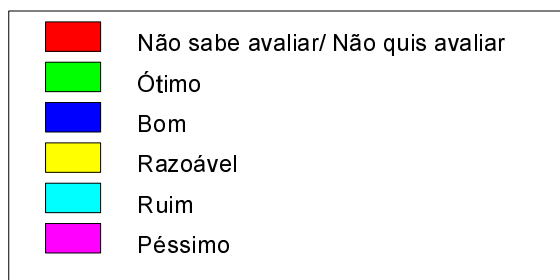 Não sabe avaliar/ Não quis avaliar
Ótimo
Bom
Razoável
Ruim
Péssimo